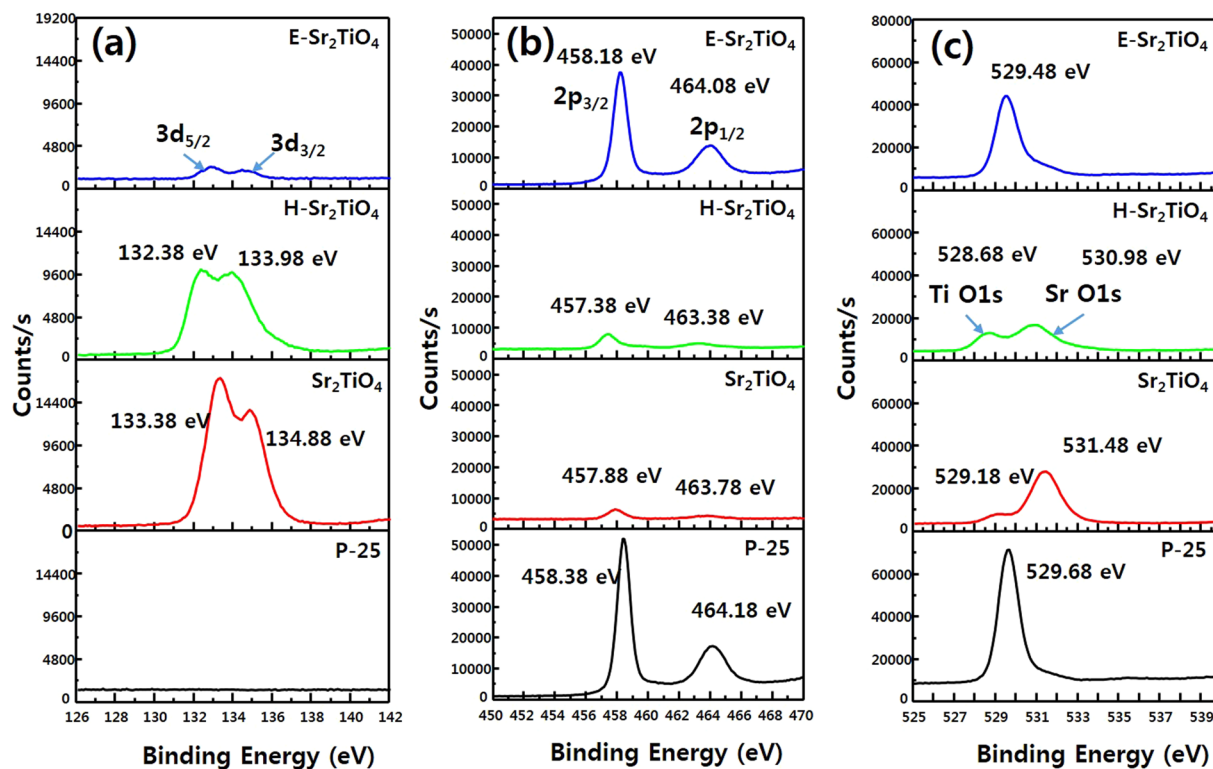 (a)
E-Sr₂TiO₄
19200
14400
9600
4800
0
3d₅/₂
3d₃/₂
H-Sr₂TiO₄
14400
9600
4800
0
132.38 eV
133.98 eV
Sr₂TiO₄
14400
9600
4800
0
133.38 eV
134.88 eV
P-25
14400
9600
4800
0
126 128 130 132 134 136 138 140 142
Counts/s
Binding Energy (eV)
(b)
E-Sr₂TiO₄
50000
40000
30000
20000
10000
0
458.18 eV
464.08 eV
2p₃/₂
2p₁/₂
H-Sr₂TiO₄
50000
40000
30000
20000
10000
0
457.38 eV
463.38 eV
Sr₂TiO₄
50000
40000
30000
20000
10000
0
457.88 eV
463.78 eV
P-25
50000
40000
30000
20000
10000
0
458.38 eV
464.18 eV
450 452 454 456 458 460 462 464 466 468 470
Counts/s
Binding Energy (eV)
(c)
E-Sr₂TiO₄
80000
60000
40000
20000
0
529.48 eV
H-Sr₂TiO₄
80000
60000
40000
20000
0
528.68 eV
530.98 eV
Ti O1s
Sr O1s
Sr₂TiO₄
80000
60000
40000
20000
0
529.18 eV
531.48 eV
P-25
80000
60000
40000
20000
0
529.68 eV
525 527 529 531 533 535 537 539
Counts/s
Binding Energy (eV)